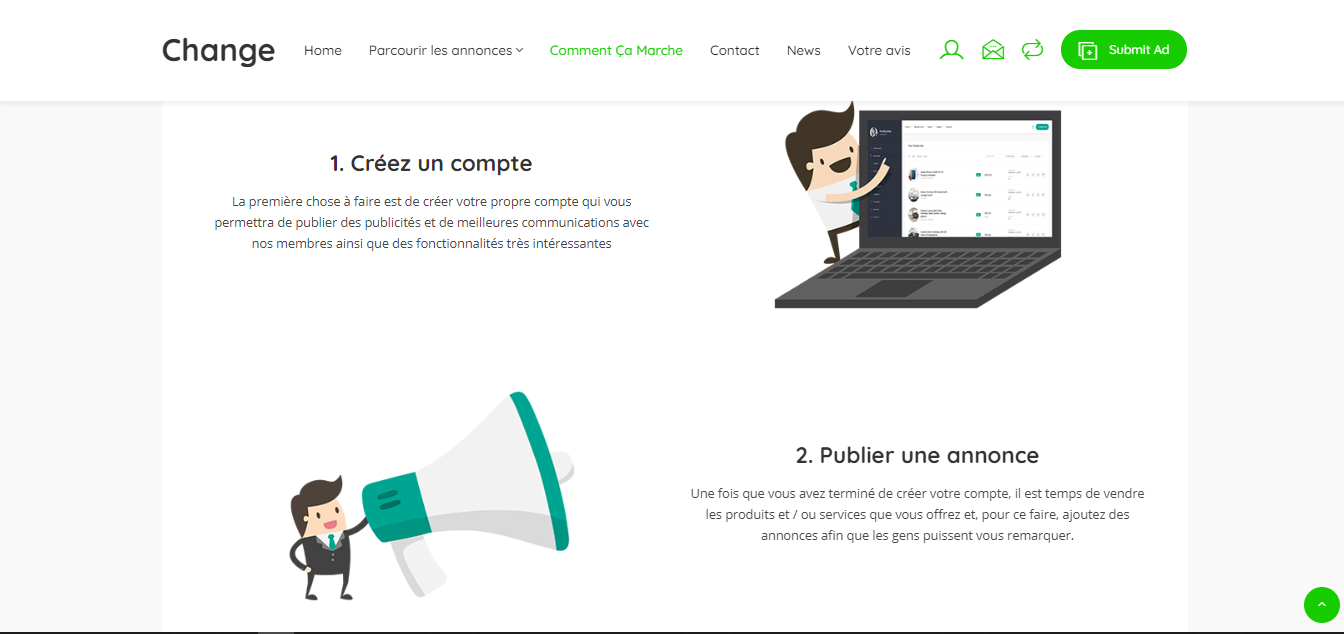 Change
Home
Parcourir les annonces
Comment Ça Marche
Contact
News
Votre avis
Submit Ad
1. Créez un compte
La première chose à faire est de créer votre propre compte qui vous
permettra de publier des publicités et de meilleures communications avec
nos membres ainsi que des fonctionnalités très intéressantes
2. Publier une annonce
Une fois que vous avez terminé de créer votre compte, il est temps de vendre
les produits et / ou services que vous offrez et, pour ce faire, ajoutez des
annonces afin que les gens puissent vous remarquer.